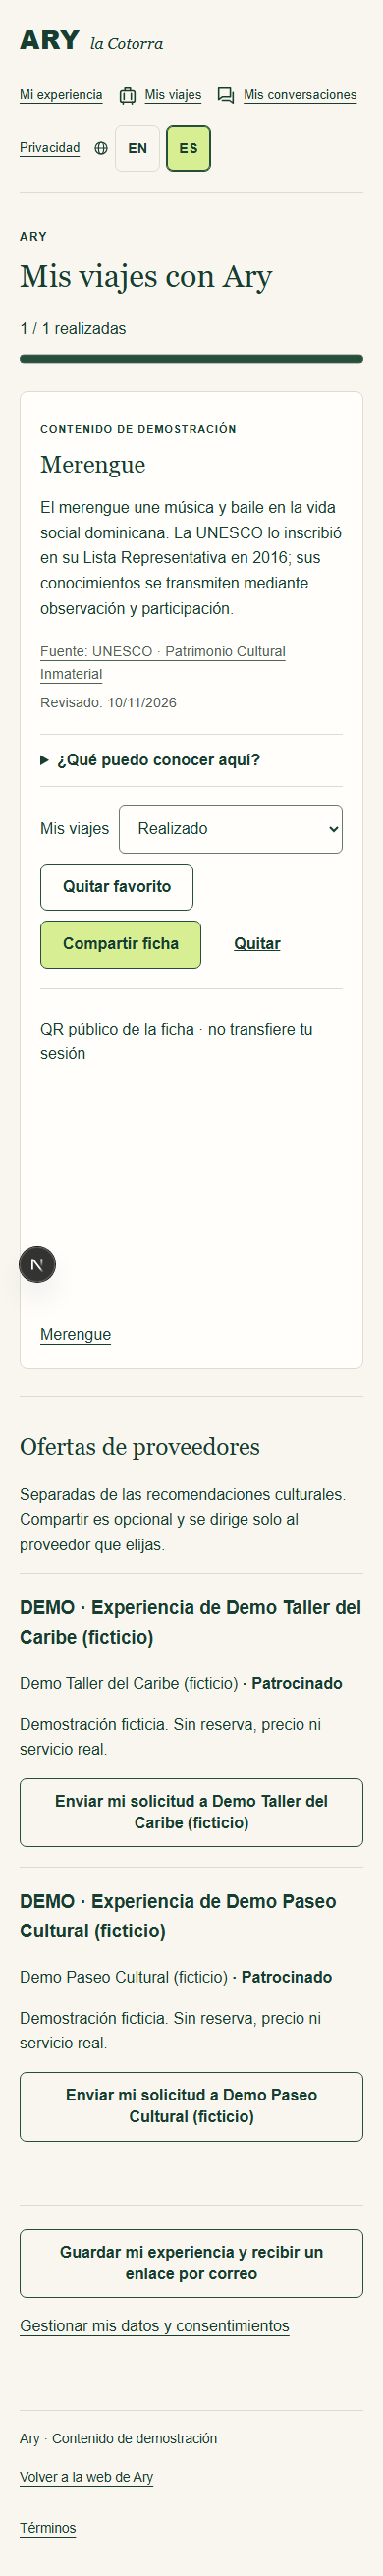 ARY la Cotorra
Mi experiencia Mis viajes Mis conversaciones
Privacidad EN ES
ARY
Mis viajes con Ary
1 / 1 realizadas
CONTENIDO DE DEMOSTRACIÓN
Merengue
El merengue une música y baile en la vida
social dominicana. La UNESCO lo inscribió
en su Lista Representativa en 2016; sus
conocimientos se transmiten mediante
observación y participación.
Fuente: UNESCO · Patrimonio Cultural
Inmaterial
Revisado: 10/11/2026
¿Qué puedo conocer aquí?
Mis viajes Realizado
Quitar favorito
Compartir ficha Quitar
QR público de la ficha · no transfiere tu
sesión
N
Merengue
Ofertas de proveedores
Separadas de las recomendaciones culturales.
Compartir es opcional y se dirige solo al
proveedor que elijas.
DEMO · Experiencia de Demo Taller del
Caribe (ficticio)
Demo Taller del Caribe (ficticio) · Patrocinado
Demostración ficticia. Sin reserva, precio ni
servicio real.
Enviar mi solicitud a Demo Taller del
Caribe (ficticio)
DEMO · Experiencia de Demo Paseo
Cultural (ficticio)
Demo Paseo Cultural (ficticio) · Patrocinado
Demostración ficticia. Sin reserva, precio ni
servicio real.
Enviar mi solicitud a Demo Paseo
Cultural (ficticio)
Guardar mi experiencia y recibir un
enlace por correo
Gestionar mis datos y consentimientos
Ary · Contenido de demostración
Volver a la web de Ary
Términos